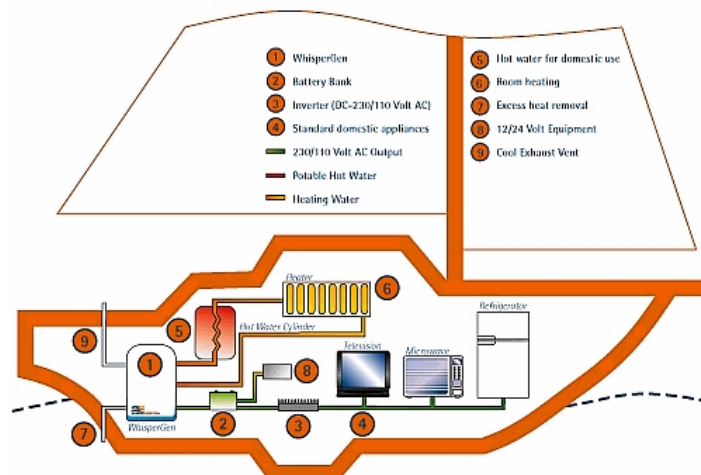 1 WhisperGen
2 Battery Bank
3 Inverter (DC-230/110 Volt AC)
4 Standard domestic appliances
230/110 Volt AC Output
Potable Hot Water
Heating Water
5 Hot water for domestic use
6 Room heating
7 Excess heat removal
8 12/24 Volt Equipment
9 Cool Exhaust Vent
Heater
6
Refrigerator
9
5
Hot Water Cylinder
1
Television
Microwave
8
WhisperGen
7
2
3
4